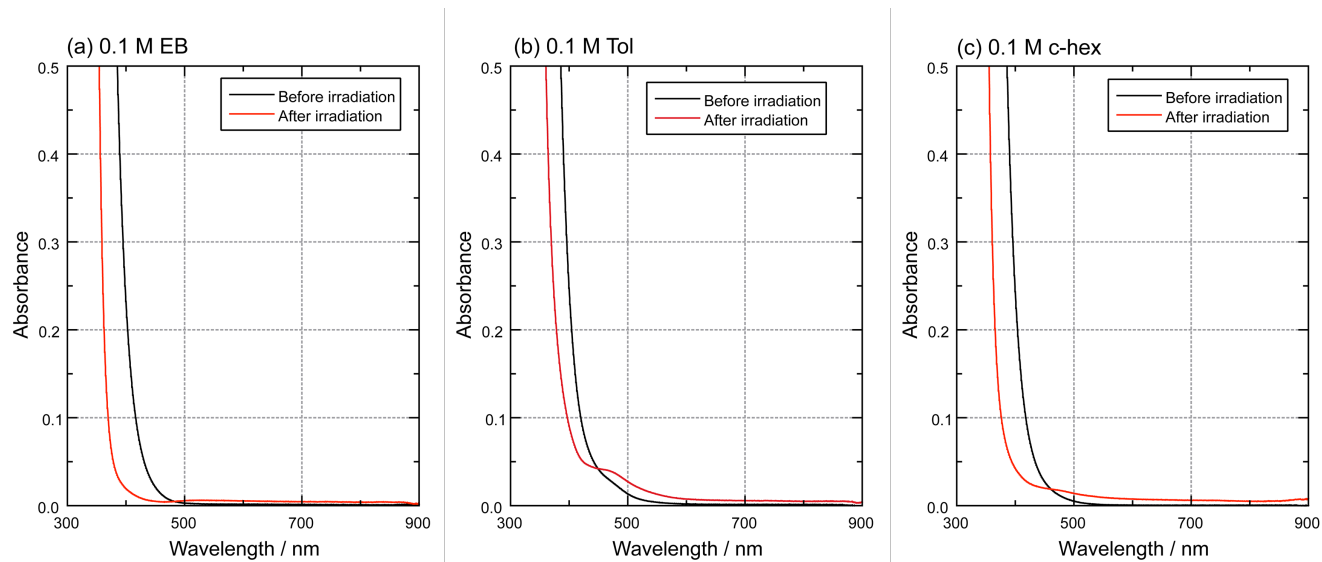 (a) 0.1 M EB
0.5
0.4
0.3
0.2
0.1
0.0
Absorbance
Before irradiation
After irradiation
300
500
700
900
Wavelength / nm
(b) 0.1 M Tol
0.5
0.4
0.3
0.2
0.1
0.0
Absorbance
Before irradiation
After irradiation
300
500
700
900
Wavelength / nm
(c) 0.1 M c-hex
0.5
0.4
0.3
0.2
0.1
0.0
Absorbance
Before irradiation
After irradiation
300
500
700
900
Wavelength / nm